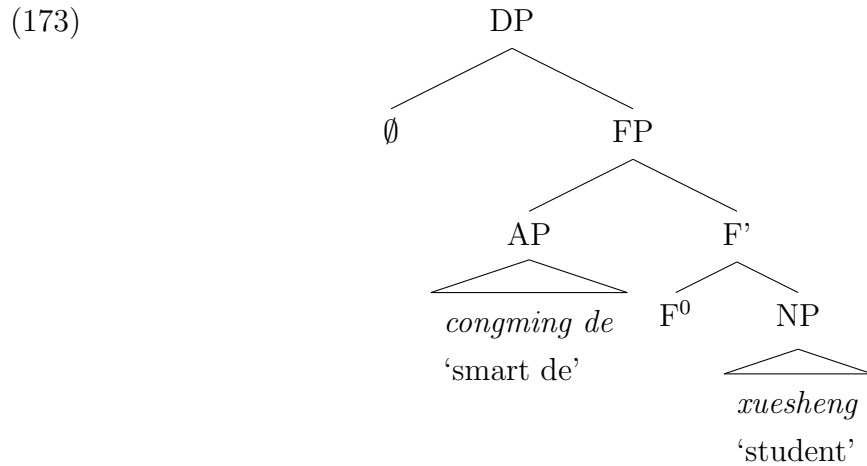 (173) DP
∅ FP
AP F'
congming de F⁰ NP
‘smart de’
xuesheng
‘student’